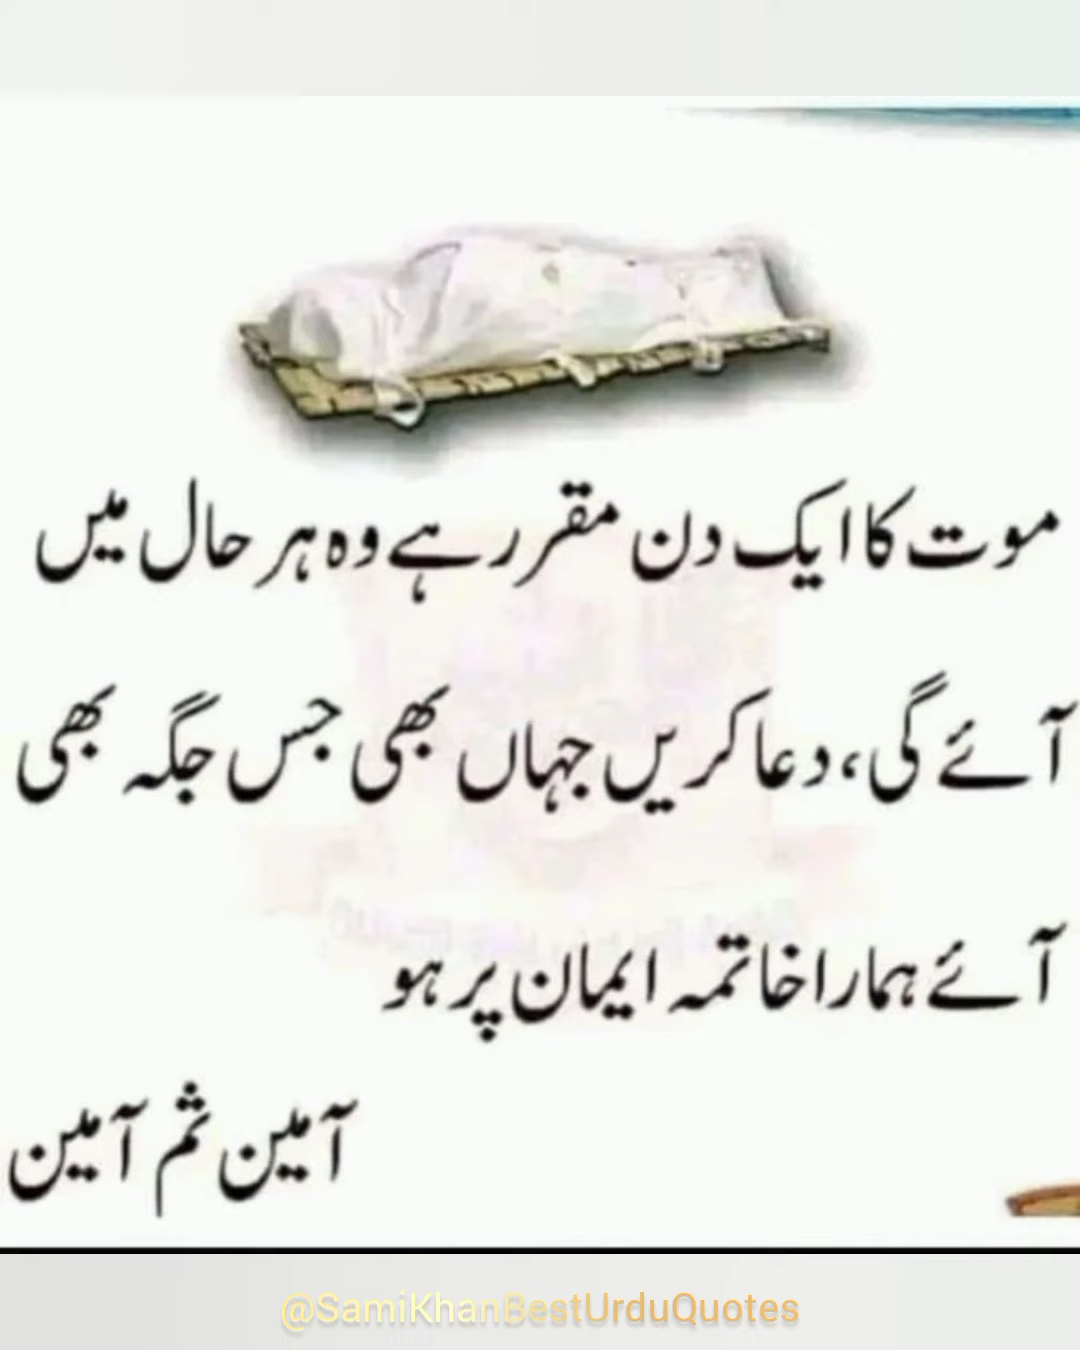 موت کا ایک دن مقرر ہے وہ ہر حال میں
آئے گی، دعا کریں جہاں بھی جس جگہ بھی
آئے ہمارا خاتمہ ایمان پر ہو
آمین ثم آمین
@SamiKhanBestUrduQuotes